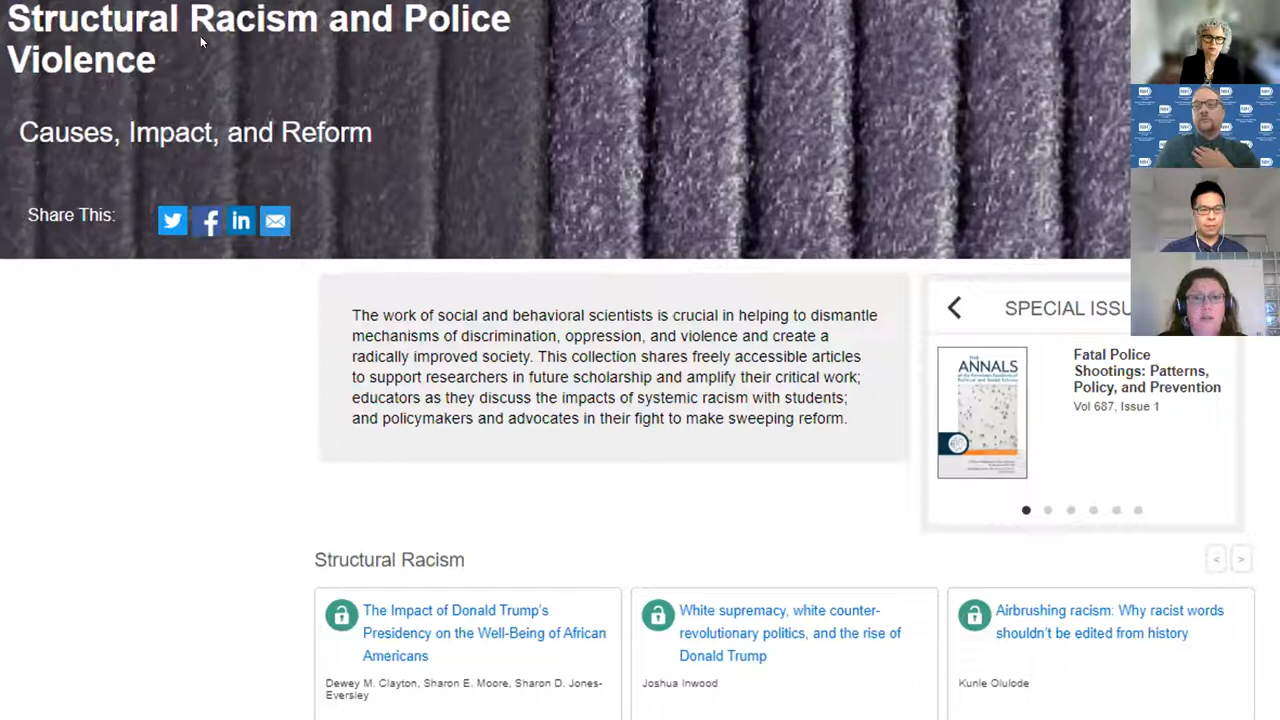 Structural Racism and Police
Violence
Causes, Impact, and Reform
Share This:
The work of social and behavioral scientists is crucial in helping to dismantle
mechanisms of discrimination, oppression, and violence and create a
radically improved society. This collection shares freely accessible articles
to support researchers in future scholarship and amplify their critical work;
educators as they discuss the impacts of systemic racism with students;
and policymakers and advocates in their fight to make sweeping reform.
SPECIAL ISSU
THE
ANNALS
Fatal Police
Shootings: Patterns,
Policy, and Prevention
Vol 687, Issue 1
Structural Racism
< >
The Impact of Donald Trump's
Presidency on the Well-Being of African
Americans
Dewey M. Clayton, Sharon E. Moore, Sharon D. Jones-
Eversley
White supremacy, white counter-
revolutionary politics, and the rise of
Donald Trump
Joshua Inwood
Airbrushing racism: Why racist words
shouldn't be edited from history
Kunle Olulode
NIH